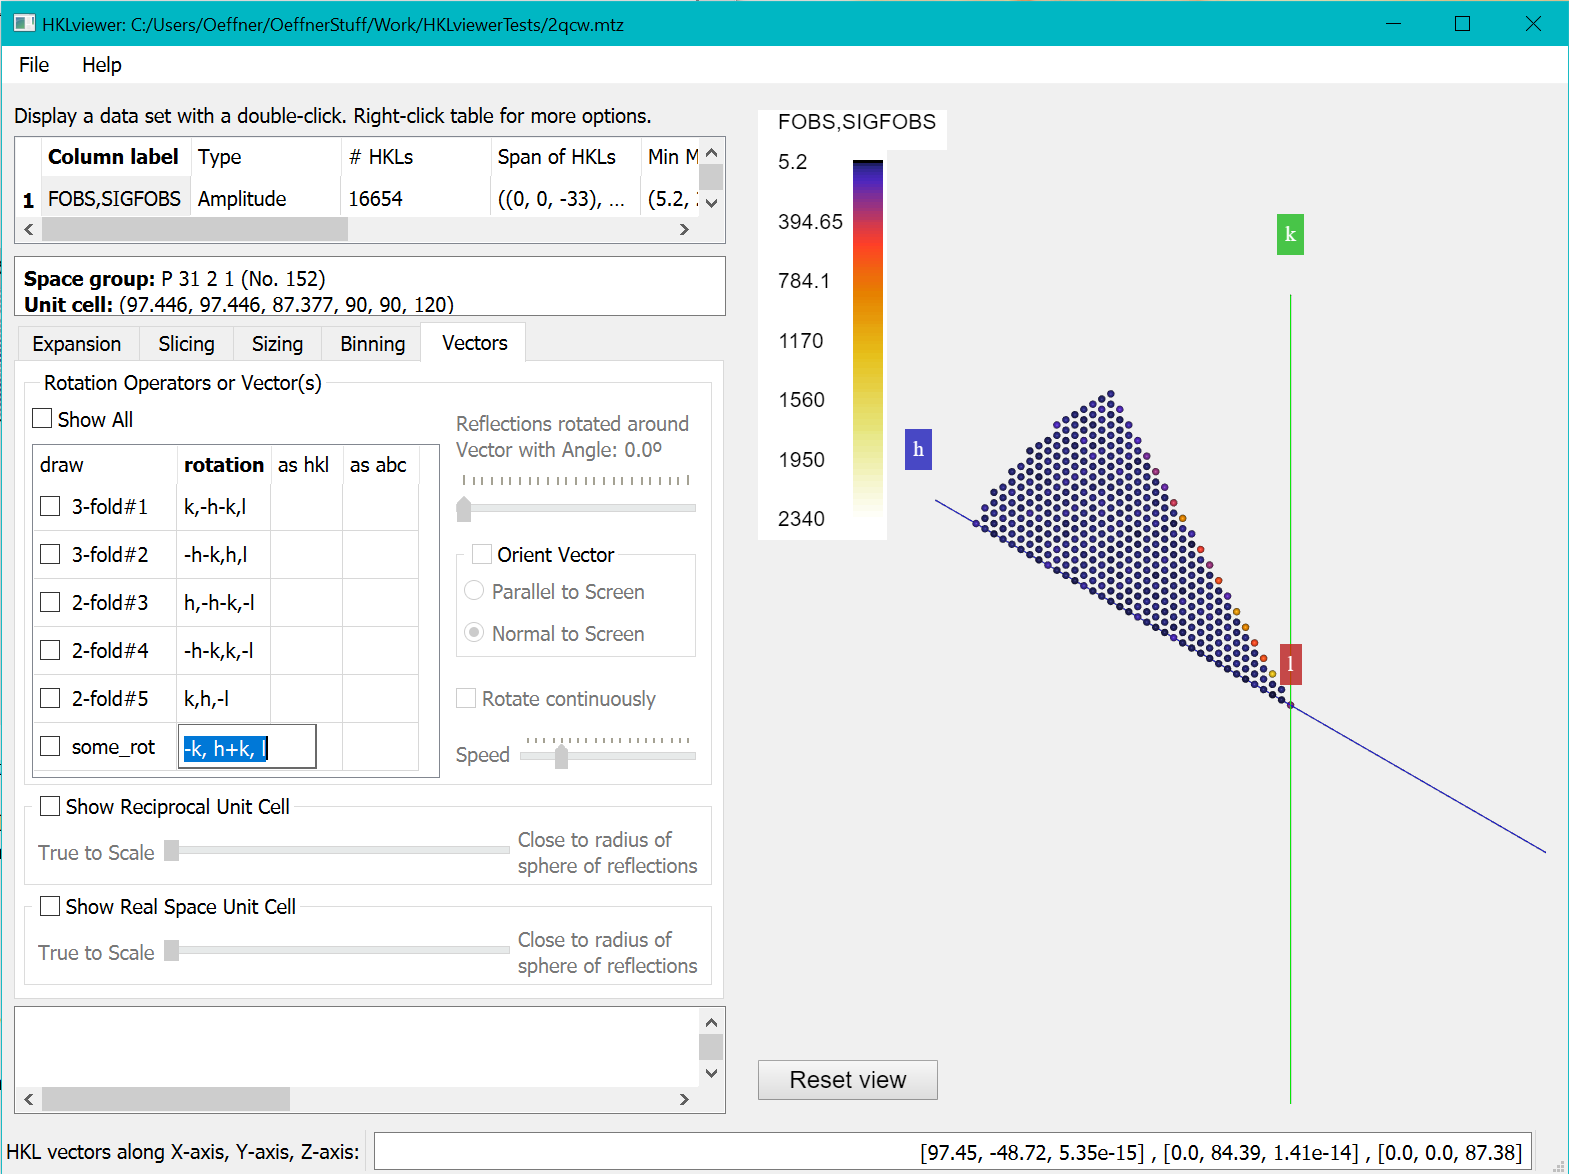 HKLviewer: C:/Users/Oeffner/OeffnerStuff/Work/HKLviewerTests/2qcw.mtz
File Help
Display a data set with a double-click. Right-click table for more options.
Column label Type # HKLs Span of HKLs Min M
1 FOBS,SIGFOBS Amplitude 16654 ((0, 0, -33), ... (5.2,
Space group: P 31 2 1 (No. 152)
Unit cell: (97.446, 97.446, 87.377, 90, 90, 120)
Expansion Slicing Sizing Binning Vectors
Rotation Operators or Vector(s)
Show All
draw rotation as hkl as abc
3-fold#1 k,-h-k,l
3-fold#2 -h-k,h,l
2-fold#3 h,-h-k,-l
2-fold#4 -h-k,k,-l
2-fold#5 k,h,-l
some_rot -k, h+k, l
Reflections rotated around
Vector with Angle: 0.0º
Orient Vector
Parallel to Screen
Normal to Screen
Rotate continuously
Speed
Show Reciprocal Unit Cell
True to Scale
Close to radius of
sphere of reflections
Show Real Space Unit Cell
True to Scale
Close to radius of
sphere of reflections
FOBS,SIGFOBS
5.2
394.65
784.1
1170
1560
1950
2340
k
h
l
Reset view
HKL vectors along X-axis, Y-axis, Z-axis: [97.45, -48.72, 5.35e-15] , [0.0, 84.39, 1.41e-14] , [0.0, 0.0, 87.38]